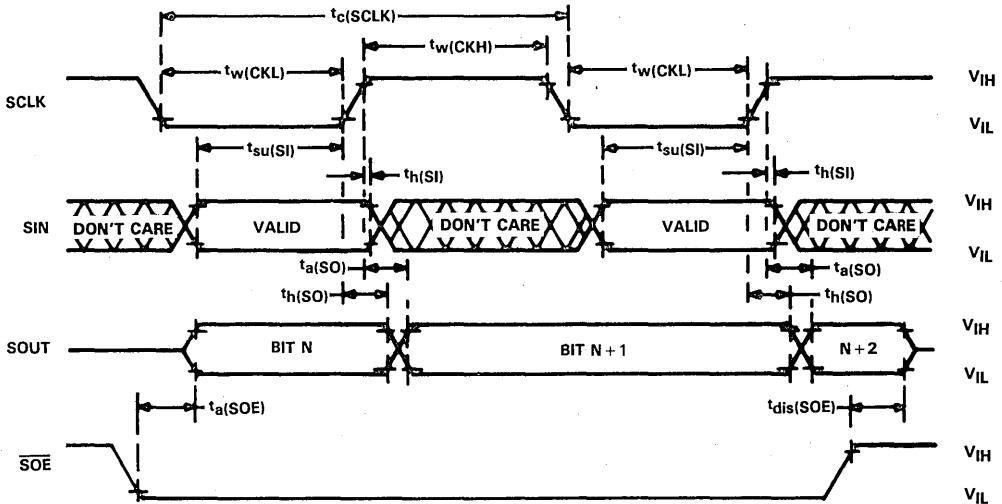 tc(SCLK)
tw(CKH)
tw(CKL)
tw(CKL)
SCLK
VIH
VIL
tsu(SI)
tsu(SI)
th(SI)
th(SI)
SIN
DON'T CARE
VALID
DON'T CARE
VALID
DON'T CARE
VIH
VIL
ta(SO)
ta(SO)
th(SO)
th(SO)
SOUT
BIT N
BIT N + 1
N + 2
VIH
VIL
ta(SOE)
tdis(SOE)
SOE
VIH
VIL